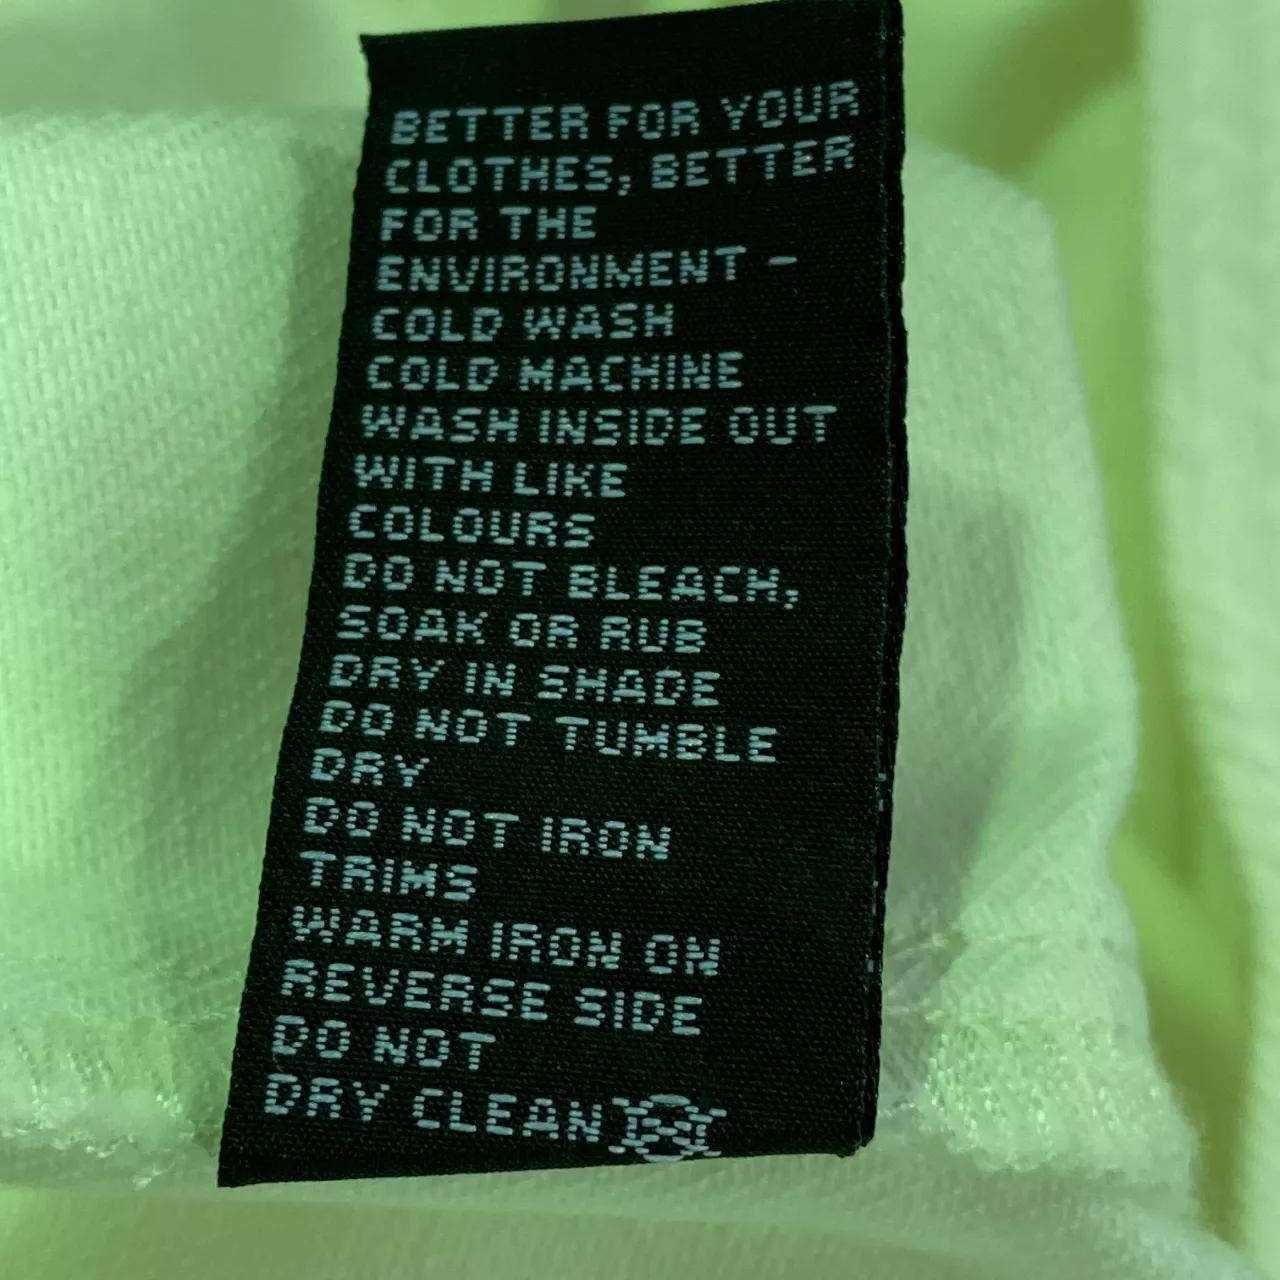 BETTER FOR YOUR
CLOTHES, BETTER
FOR THE
ENVIRONMENT -
COLD WASH
COLD MACHINE
WASH INSIDE OUT
WITH LIKE
COLOURS
DO NOT BLEACH,
SOAK OR RUB
DRY IN SHADE
DO NOT TUMBLE
DRY
DO NOT IRON
TRIMS
WARM IRON ON
REVERSE SIDE
DO NOT
DRY CLEAN